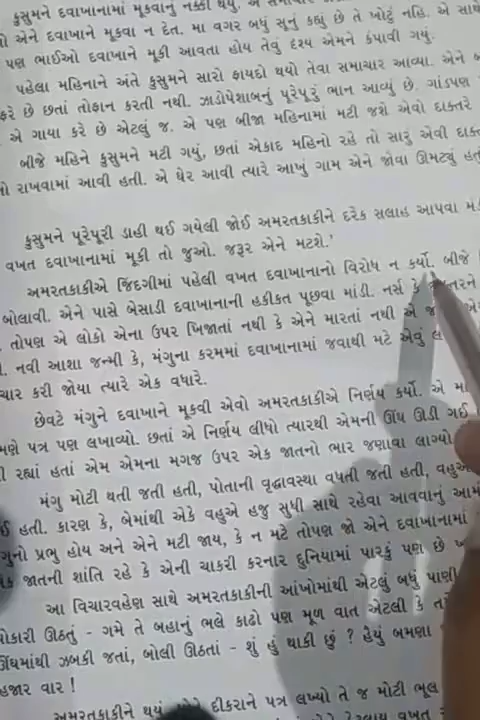 કુસુમને દવાખાનામાં મૂકવાનું નક્કી થયું. એ
એને દવાખાને મૂકવા ન દેત. મા વગર બધું સૂનું કહ્યું છે તે ખોટું નહિ. એ સાથે
પણ ભાઈઓ દવાખાને મૂકી આવતા હોય તેવું દૃશ્ય એમને કંપાવી ગયું.
પહેલા મહિનાને અંતે કુસુમને સારો ફાયદો થયો તેવા સમાચાર આવ્યા. એને
ફરે છે છતાં તોફાન કરતી નથી. ઝાડોપેશાબનું પૂરેપૂરું ભાન આવ્યું છે. ગાંડપણ
એ ગાયા કરે છે એટલું જ. એ પણ બીજા મહિનામાં મટી જશે એવો દાક્તરે
બીજે મહિને કુસુમને મટી ગયું, છતાં એકાદ મહિનો રહે તો સારું એવી
રાખવામાં આવી હતી. એ ઘેર આવી ત્યારે આખું ગામ એને જોવા ઊમટ્યું
કુસુમને પૂરેપૂરી ડાહી થઈ ગયેલી જોઈ અમરતકાકીને દરેક સલાહ આપવા
વખત દવાખાનામાં મૂકી તો જુઓ. જરૂર એને મટશે.'
અમરતકાકીએ જિંદગીમાં પહેલી વખત દવાખાનાનો વિરોધ ન કર્યો. બીજે
બોલાવી. એને પાસે બેસાડી દવાખાનાની હકીકત પૂછવા માંડી. નર્સ કે
તોપણ એ લોકો એના ઉપર ખિજાતાં નથી કે એને મારતાં નથી એ
નવી આશા જન્મી કે, મંગુના કરમમાં દવાખાનામાં જવાથી મટે એવું
કરી જોયા ત્યારે એક વધારે.
છેવટે મંગુને દવાખાને મૂકવી એવો અમરતકાકીએ નિર્ણય કર્યો. એ
પત્ર પણ લખાવ્યો. છતાં એ નિર્ણય લીધો ત્યારથી એમની ઊંઘ ઊડી ગઈ
રહ્યાં હતાં એમ એમના મગજ ઉપર એક જાતનો ભાર જણાવા લાગ્યો
મંગુ મોટી થતી જતી હતી, પોતાની વૃદ્ધાવસ્થા વધતી જતી હતી,
હતી. કારણ કે, બેમાંથી એકે વહુએ હજુ સુધી સાથે રહેવા આવવાનું
પ્રભુ હોય અને એને મટી જાય, કે ન મટે તોપણ જો એને દવાખાનામાં
જાતની શાંતિ રહે કે એની ચાકરી કરનાર દુનિયામાં પારકું પણ છે
આ વિચારવહેણ સાથે અમરતકાકીની આંખોમાંથી એટલું બધું પાણી
પોકારી ઊઠતું - ગમે તે બહાનું ભલે કાઢો પણ મૂળ વાત એટલી કે
ઊંઘમાંથી ઝબકી જતાં, બોલી ઊઠતાં - શું હું થાકી છું ? હૈયું બમણા
હજાર વાર !
અમરતકાકીને થયું દીકરાને પત્ર લખ્યો તે જ મોટી ભૂલ